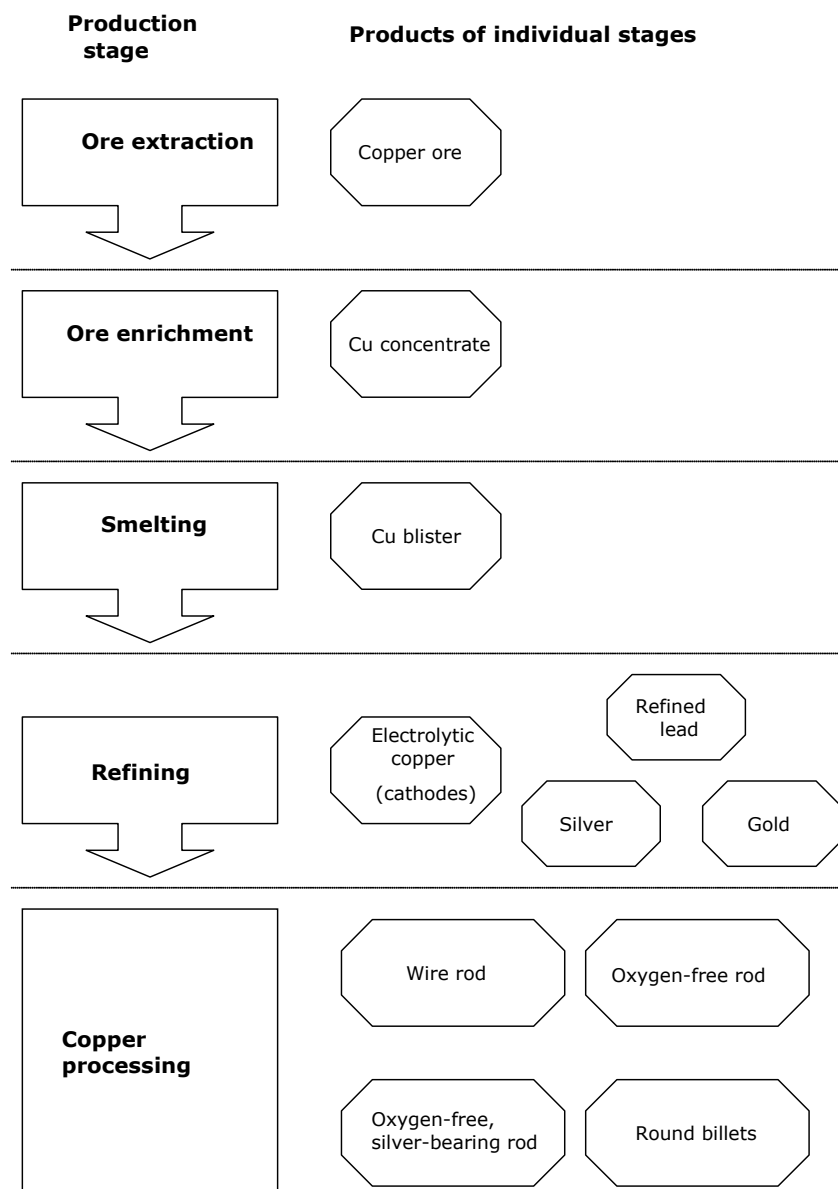 Production
stage
Products of individual stages
Ore extraction
Copper ore
Ore enrichment
Cu concentrate
Smelting
Cu blister
Refining
Electrolytic
copper
(cathodes)
Refined
lead
Silver
Gold
Copper
processing
Wire rod
Oxygen-free rod
Oxygen-free,
silver-bearing rod
Round billets